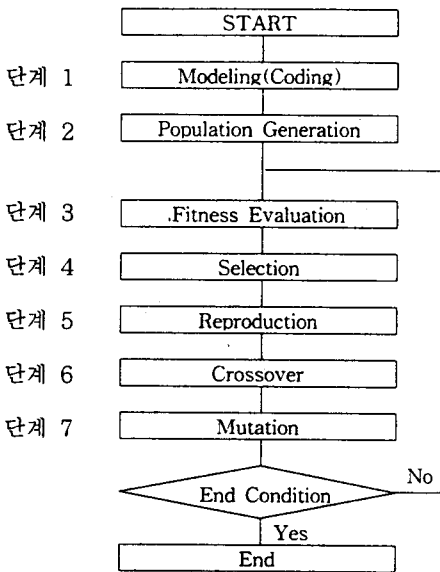 START
단계 1 Modeling(Coding)
단계 2 Population Generation
단계 3 .Fitness Evaluation
단계 4 Selection
단계 5 Reproduction
단계 6 Crossover
단계 7 Mutation
End Condition No
Yes
End